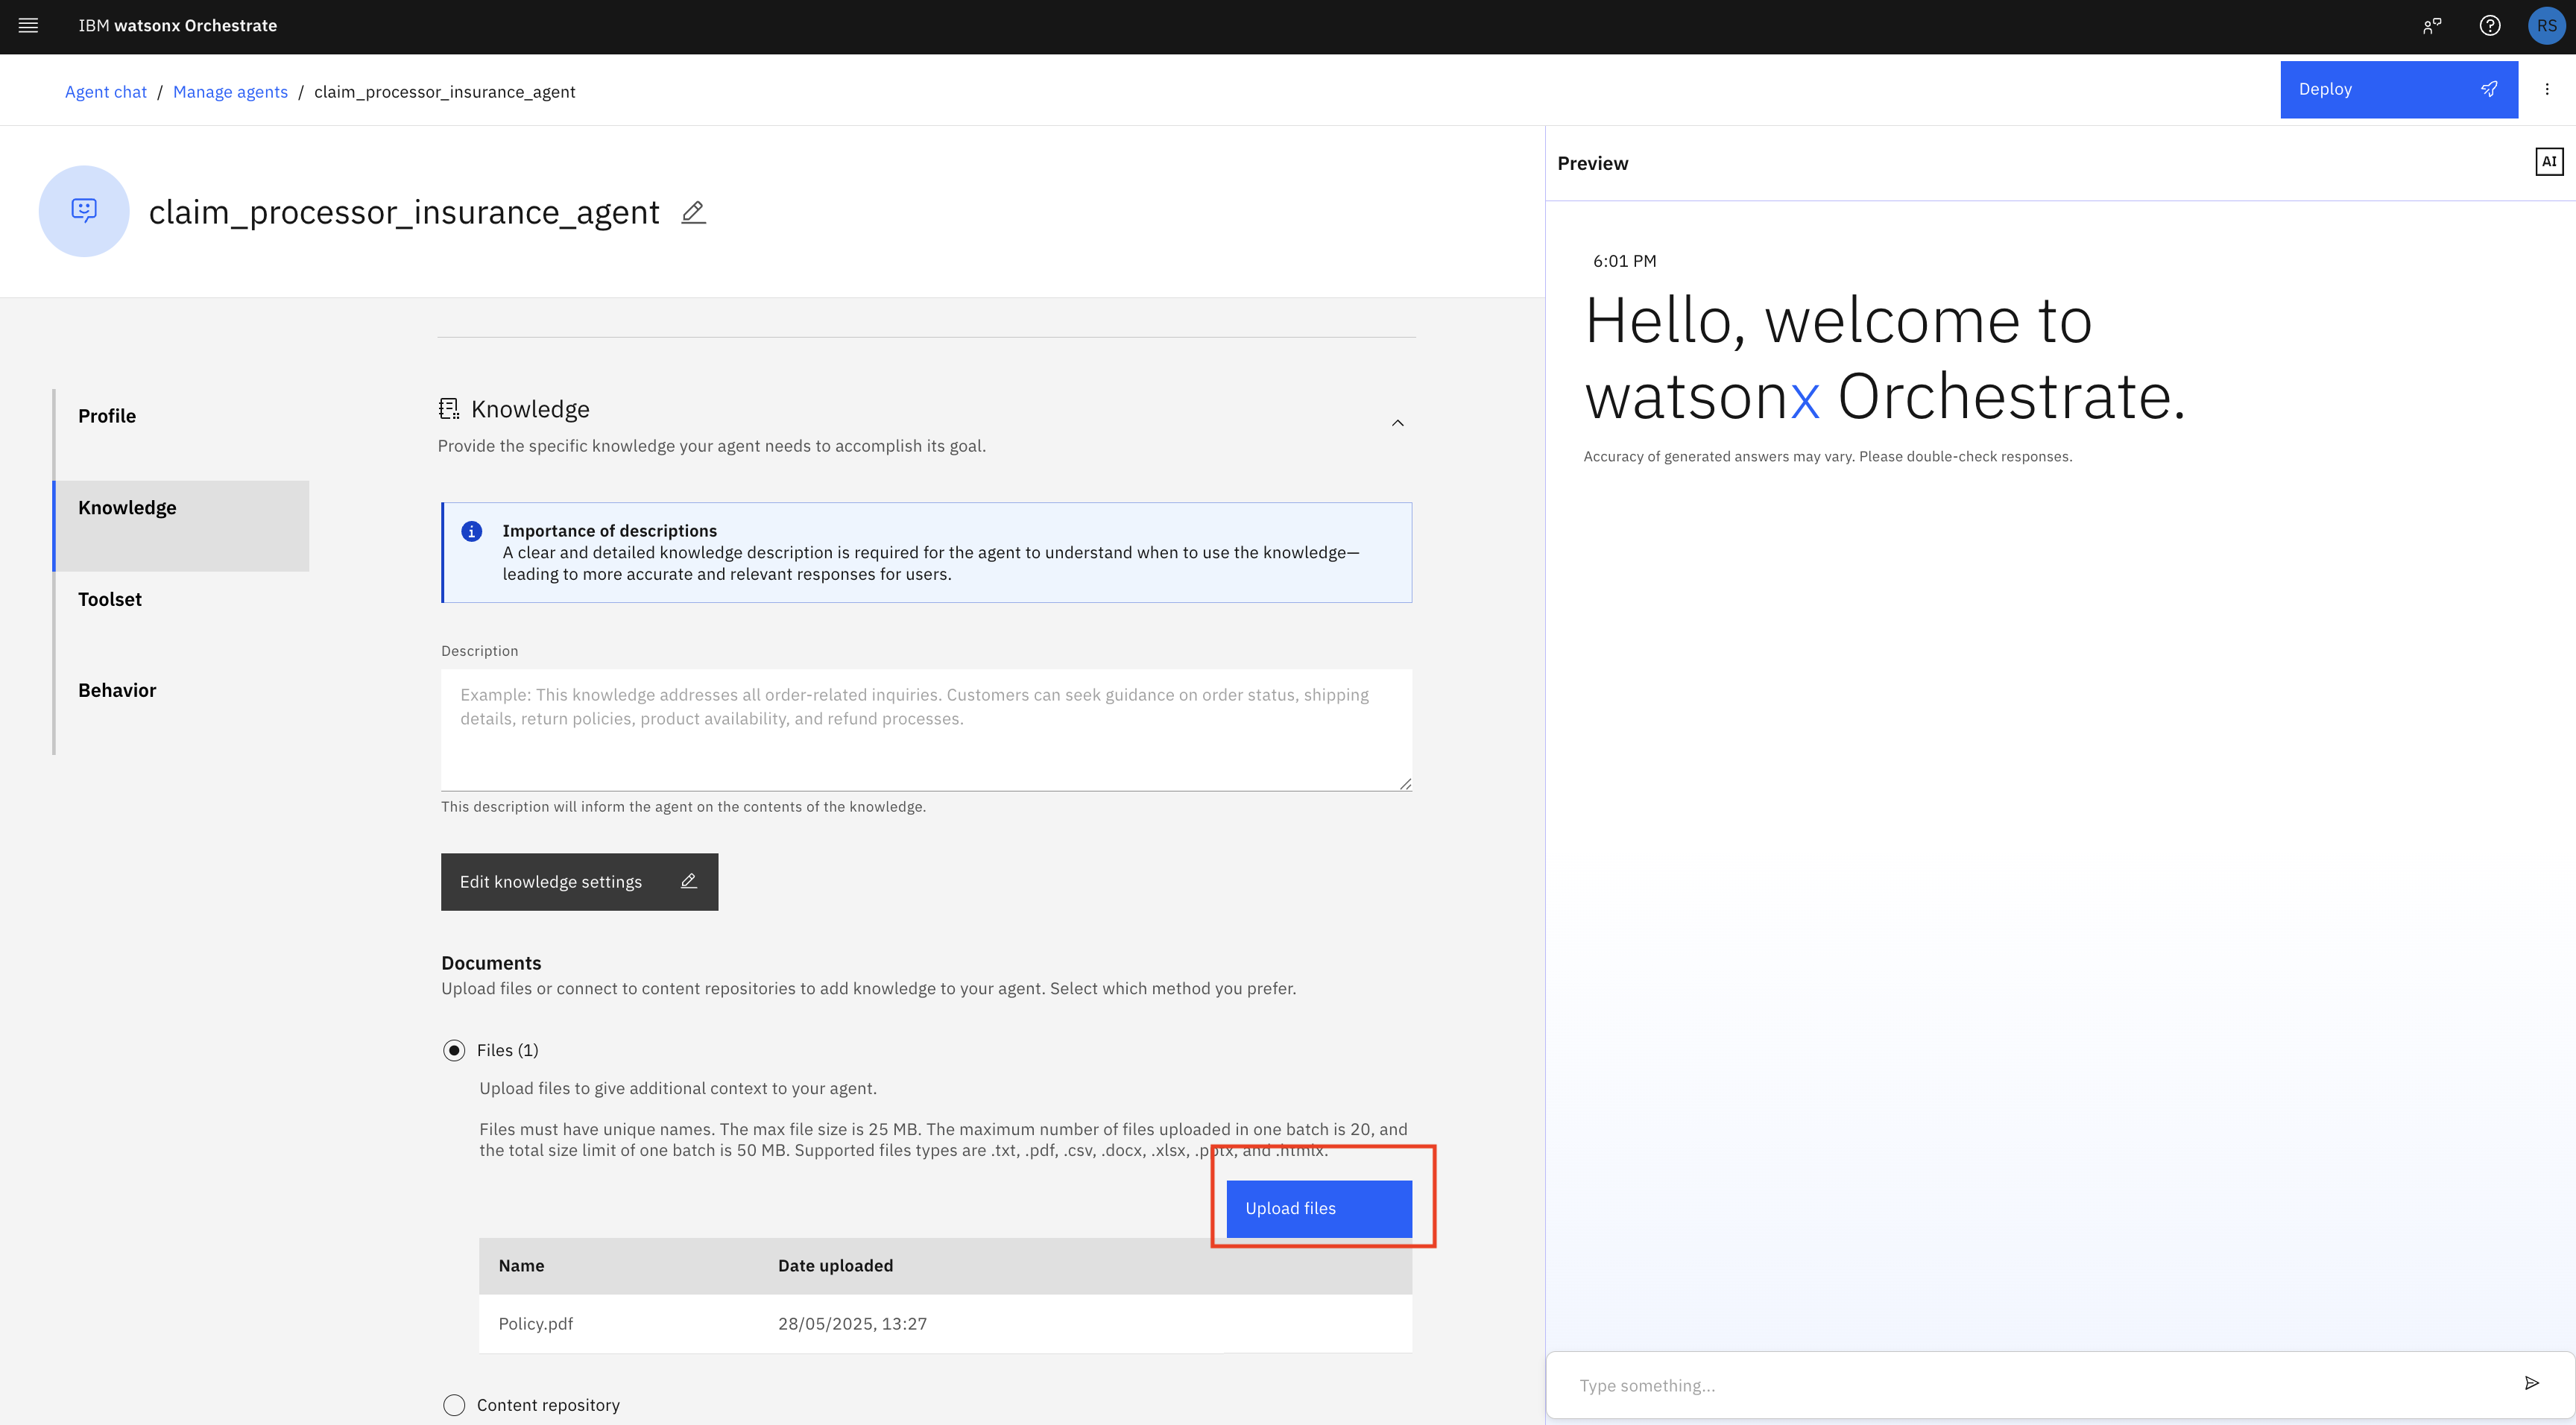 IBM watsonx Orchestrate
RS
Agent chat / Manage agents / claim_processor_insurance_agent
Deploy
claim_processor_insurance_agent
Profile
Knowledge
Toolset
Behavior
Knowledge
Provide the specific knowledge your agent needs to accomplish its goal.
Importance of descriptions
A clear and detailed knowledge description is required for the agent to understand when to use the knowledge—
leading to more accurate and relevant responses for users.
Description
Example: This knowledge addresses all order-related inquiries. Customers can seek guidance on order status, shipping
details, return policies, product availability, and refund processes.
This description will inform the agent on the contents of the knowledge.
Edit knowledge settings
Documents
Upload files or connect to content repositories to add knowledge to your agent. Select which method you prefer.
Files (1)
Upload files to give additional context to your agent.
Files must have unique names. The max file size is 25 MB. The maximum number of files uploaded in one batch is 20, and
the total size limit of one batch is 50 MB. Supported files types are .txt, .pdf, .csv, .docx, .xlsx, .pptx, and .htmlx.
Upload files
Name Date uploaded
Policy.pdf 28/05/2025, 13:27
Content repository
Preview
AI
6:01 PM
Hello, welcome to
watsonx Orchestrate.
Accuracy of generated answers may vary. Please double-check responses.
Type something...